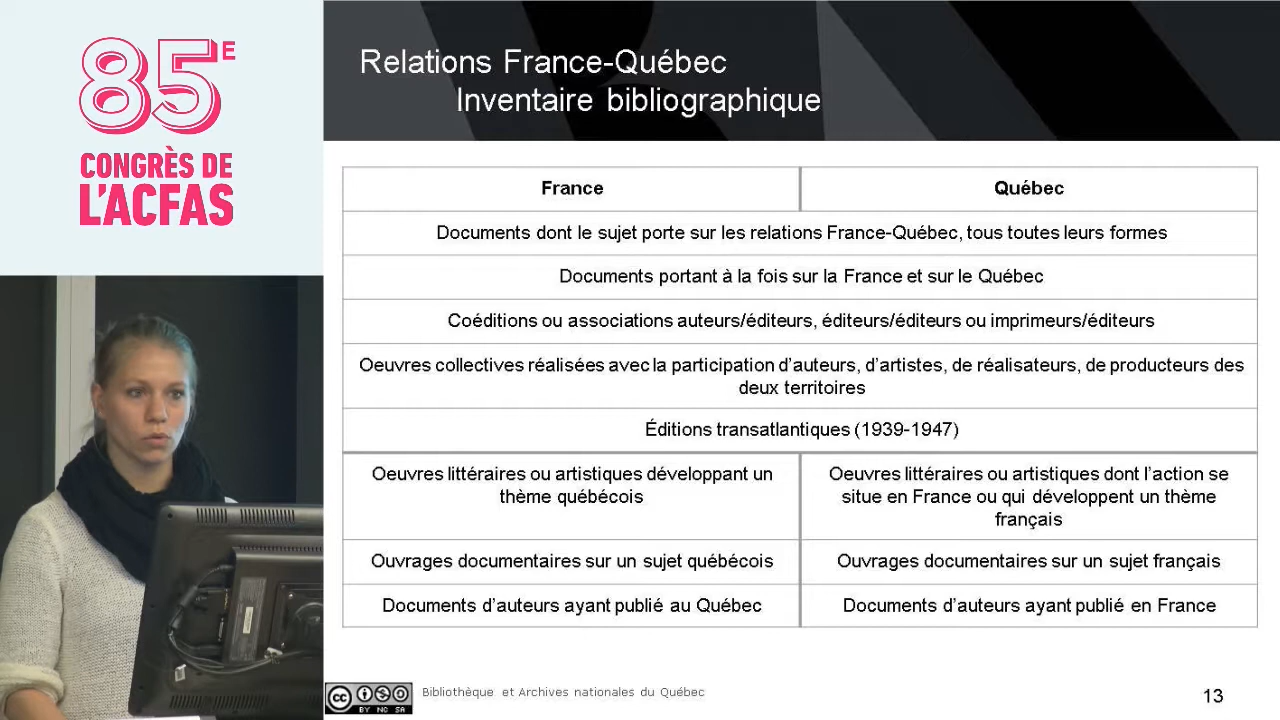 85E
CONGRÈS DE
L'ACFAS
Relations France-Québec
Inventaire bibliographique
France
Québec
Documents dont le sujet porte sur les relations France-Québec, tous toutes leurs formes
Documents portant à la fois sur la France et sur le Québec
Coéditions ou associations auteurs/éditeurs, éditeurs/éditeurs ou imprimeurs/éditeurs
Oeuvres collectives réalisées avec la participation d'auteurs, d'artistes, de réalisateurs, de producteurs des
deux territoires
Éditions transatlantiques (1939-1947)
Oeuvres littéraires ou artistiques développant un
thème québécois
Oeuvres littéraires ou artistiques dont l'action se
situe en France ou qui développent un thème
français
Ouvrages documentaires sur un sujet québécois
Ouvrages documentaires sur un sujet français
Documents d'auteurs ayant publié au Québec
Documents d'auteurs ayant publié en France
cc
BY NC SA
Bibliothèque et Archives nationales du Québec
13